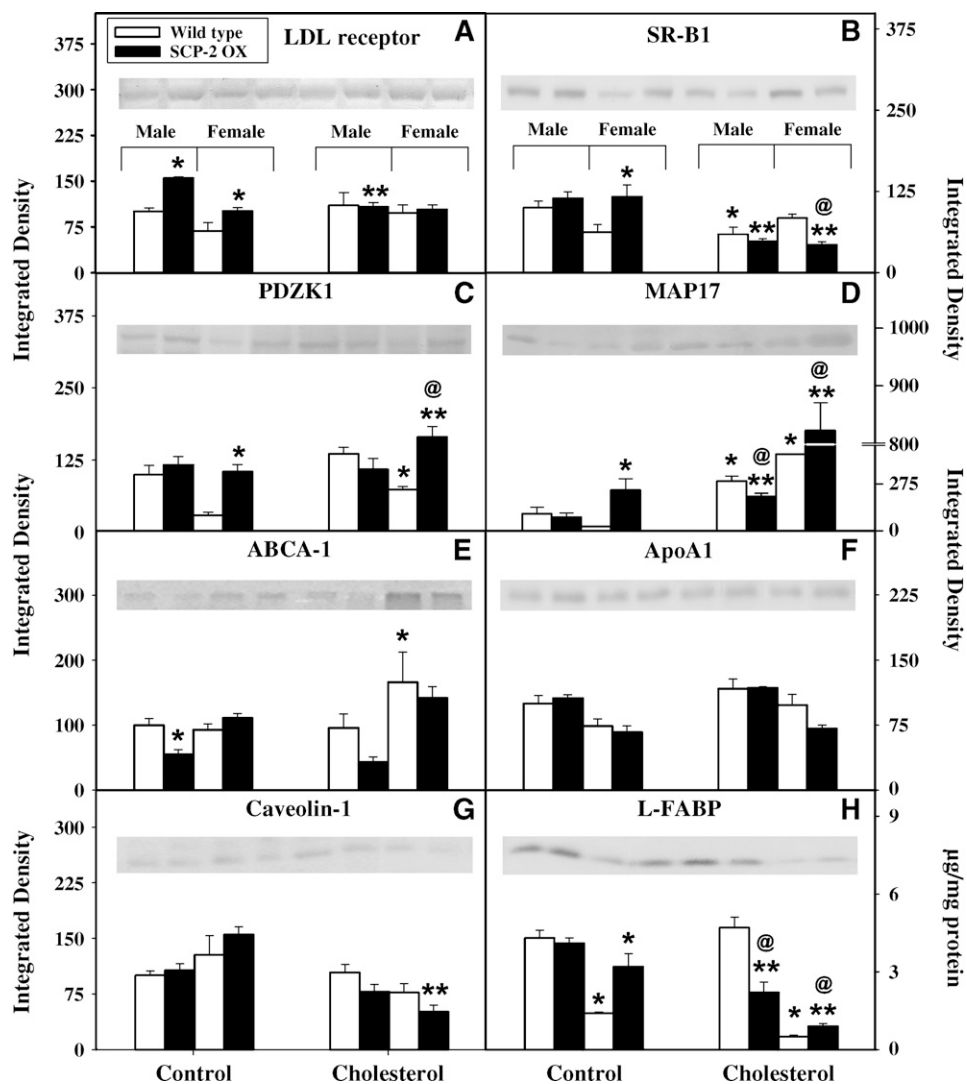 Wild type
SCP-2 OX
LDL receptor
A
375
300
225
150
75
0
Male
Female
Male
Female
*
*
**
SR-B1
B
375
250
125
0
Male
Female
Male
Female
*
*
**
@
**
Integrated Density
Integrated Density
PDZK1
C
375
250
125
0
*
*
@
**
MAP17
D
1000
900
800
275
0
*
*
@
**
*
@
**
Integrated Density
Integrated Density
ABCA-1
E
300
200
100
0
*
*
ApoA1
F
225
150
75
0
Caveolin-1
G
300
225
150
75
0
**
Integrated Density
L-FABP
H
9
6
3
0
*
*
@
**
*
@
**
µg/mg protein
Control
Cholesterol
Control
Cholesterol